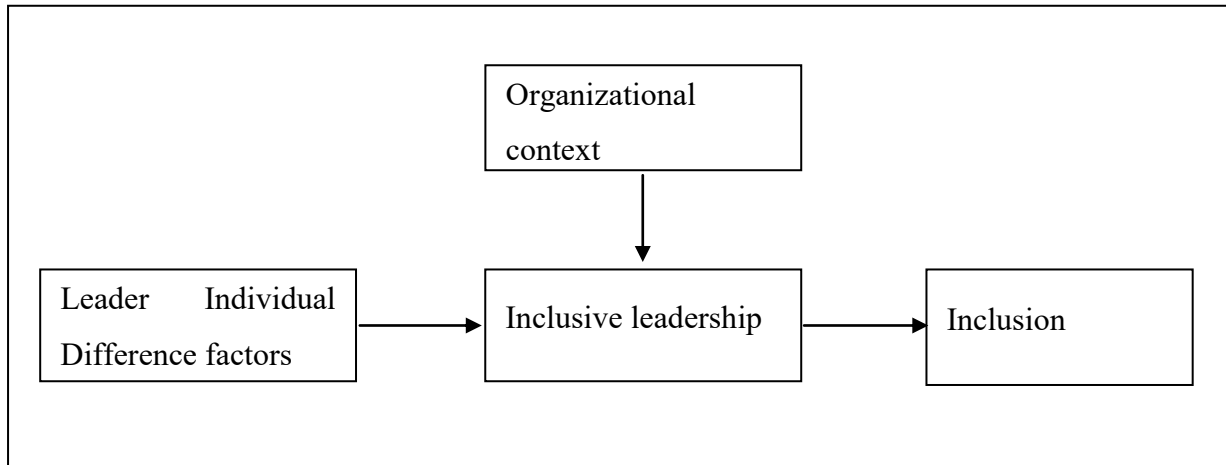 Organizational
context
Leader Individual
Difference factors
Inclusive leadership
Inclusion